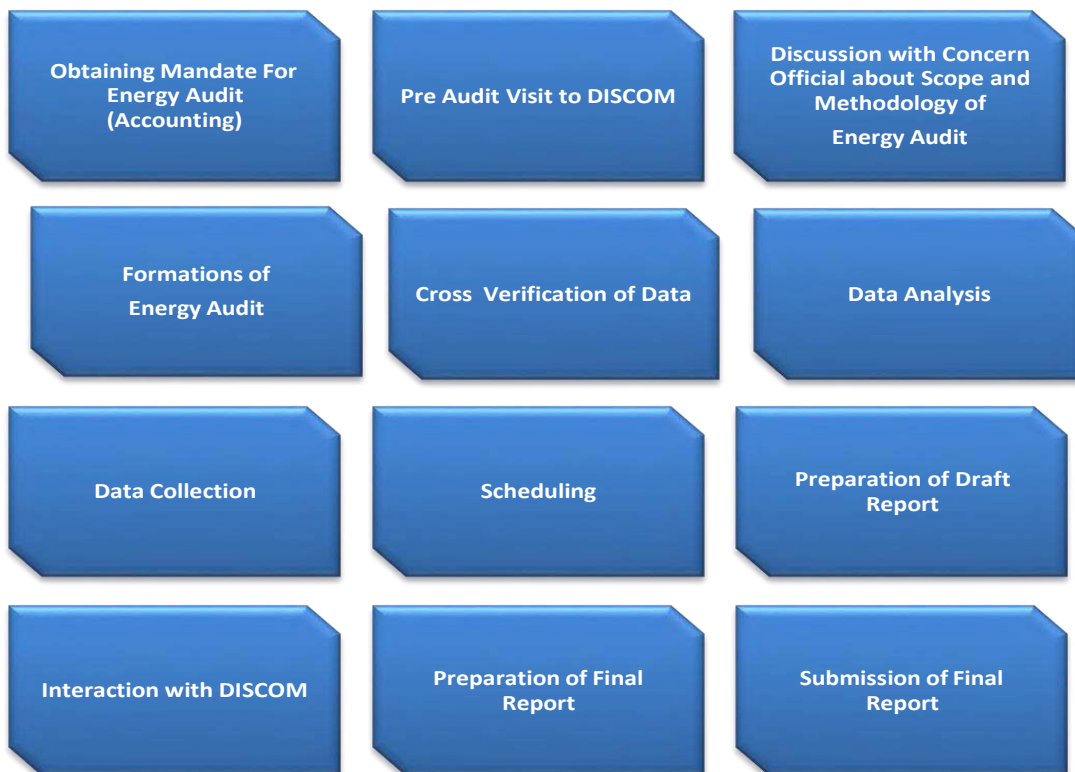 Obtaining Mandate For
Energy Audit
(Accounting)
Pre Audit Visit to DISCOM
Discussion with Concern
Official about Scope and
Methodology of
Energy Audit
Formations of
Energy Audit
Cross Verification of Data
Data Analysis
Data Collection
Scheduling
Preparation of Draft
Report
Interaction with DISCOM
Preparation of Final
Report
Submission of Final
Report